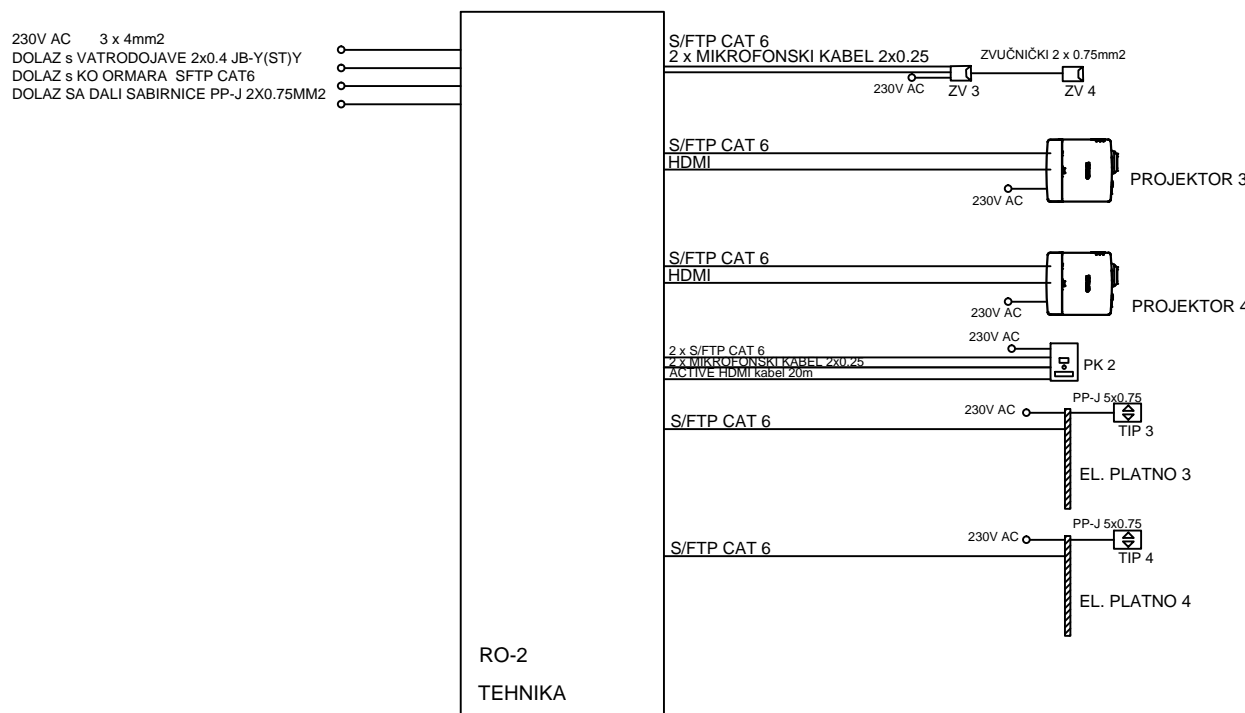 230V AC 3 x 4mm2
DOLAZ s VATRODOJAVE 2x0.4 JB-Y(ST)Y
DOLAZ s KO ORMARA SFTP CAT6
DOLAZ SA DALI SABIRNICE PP-J 2X0.75MM2
S/FTP CAT 6
2 x MIKROFONSKI KABEL 2x0.25
ZVUČNIČKI 2 x 0.75mm2
230V AC
ZV 3
ZV 4
S/FTP CAT 6
HDMI
230V AC
PROJEKTOR 3
S/FTP CAT 6
HDMI
230V AC
PROJEKTOR 4
230V AC
2 x S/FTP CAT 6
2 x MIKROFONSKI KABEL 2x0.25
ACTIVE HDMI kabel 20m
PK 2
PP-J 5x0.75
230V AC
S/FTP CAT 6
TIP 3
EL. PLATNO 3
PP-J 5x0.75
230V AC
S/FTP CAT 6
TIP 4
EL. PLATNO 4
RO-2
TEHNIKA